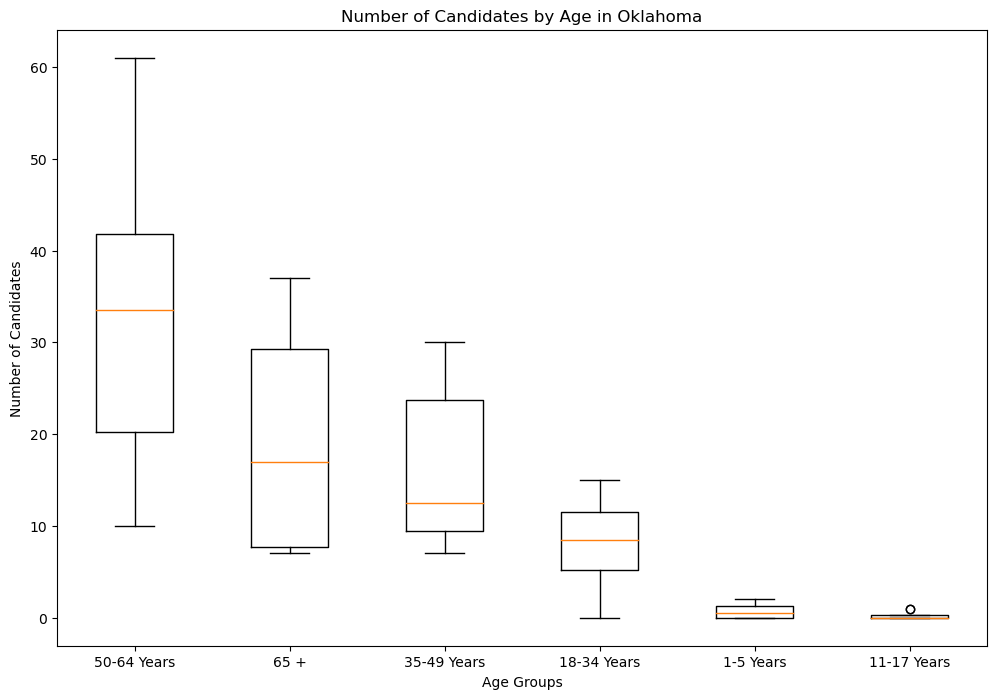 Number of Candidates by Age in Oklahoma
Number of Candidates
60
50
40
30
20
10
0
50-64 Years
65 +
35-49 Years
18-34 Years
1-5 Years
11-17 Years
Age Groups